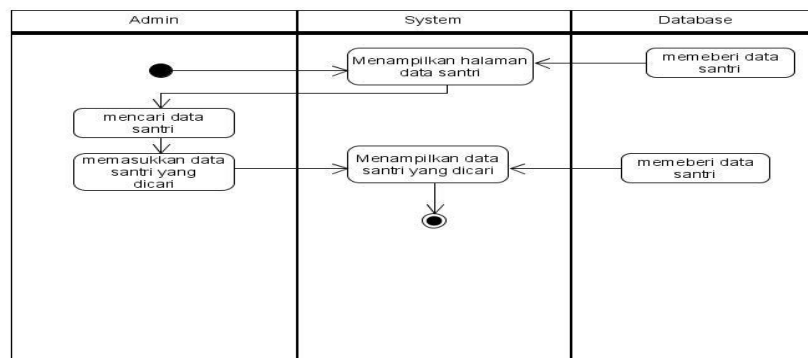 Admin
System
Database
Menampilkan halaman
data santri
memeberi data
santri
mencari data
santri
memasukkan data
santri yang
dicari
Menampilkan data
santri yang dicari
memeberi data
santri